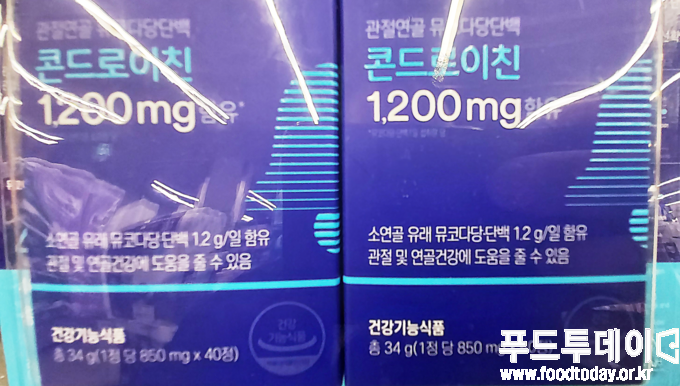 관절연골 뮤코다당단백
콘드로이친
1,200mg 함유*
소연골 유래 뮤코다당·단백 1.2 g/일 함유
관절 및 연골건강에 도움을 줄 수 있음
건강기능식품
총 34 g(1정 당 850 mg x 40정)
건강
기능식품
관절연골 뮤코다당단백
콘드로이친
1,200mg 함유
소연골 유래 뮤코다당·단백 1.2 g/일 함유
관절 및 연골건강에 도움을 줄 수 있음
건강기능식품
총 34 g(1정 당 850 m
푸드투데이
www.foodtoday.or.kr